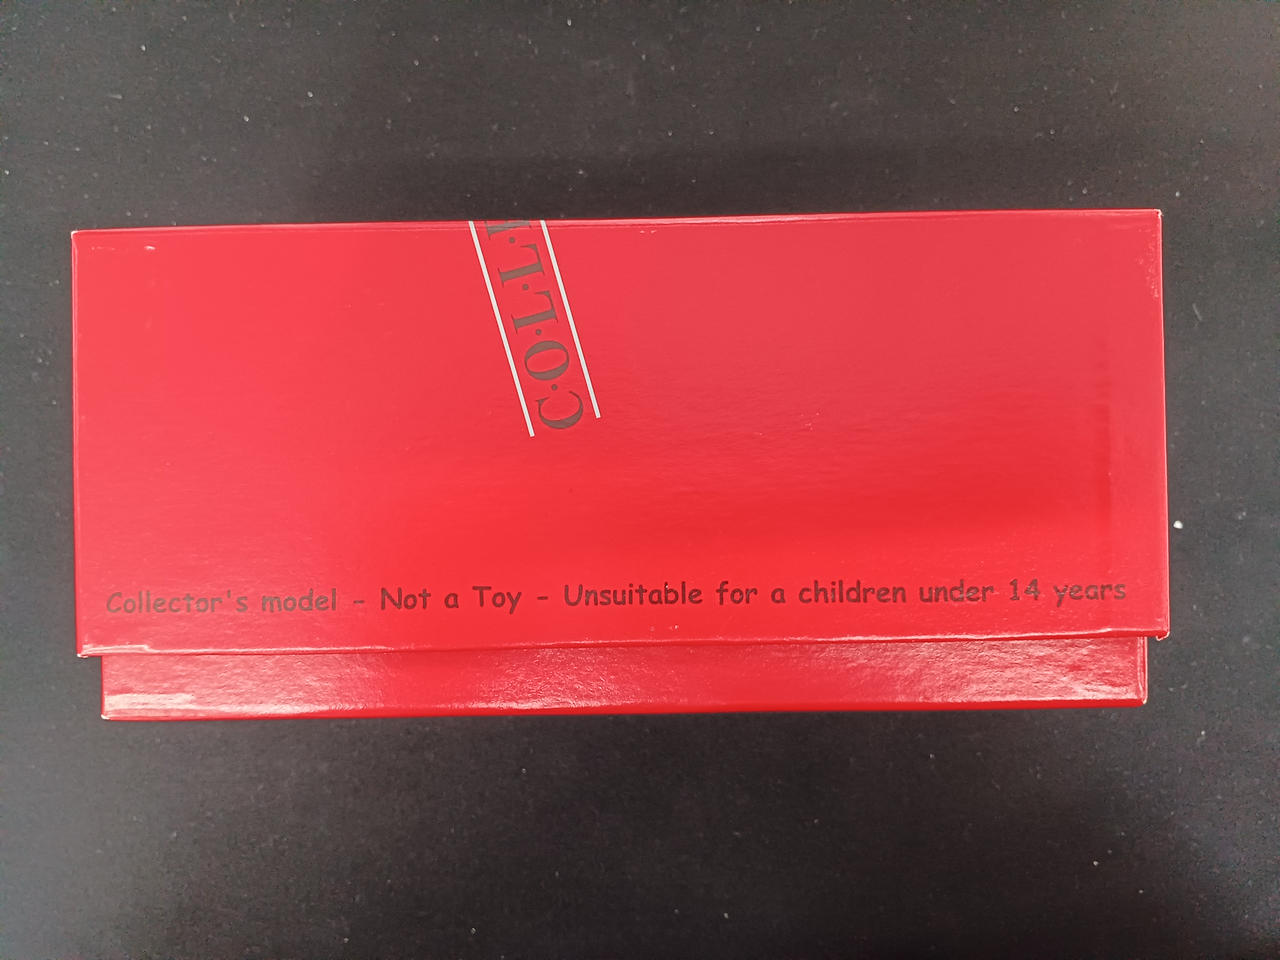 C·O·L·L·
Collector's model - Not a Toy - Unsuitable for a children under 14 years